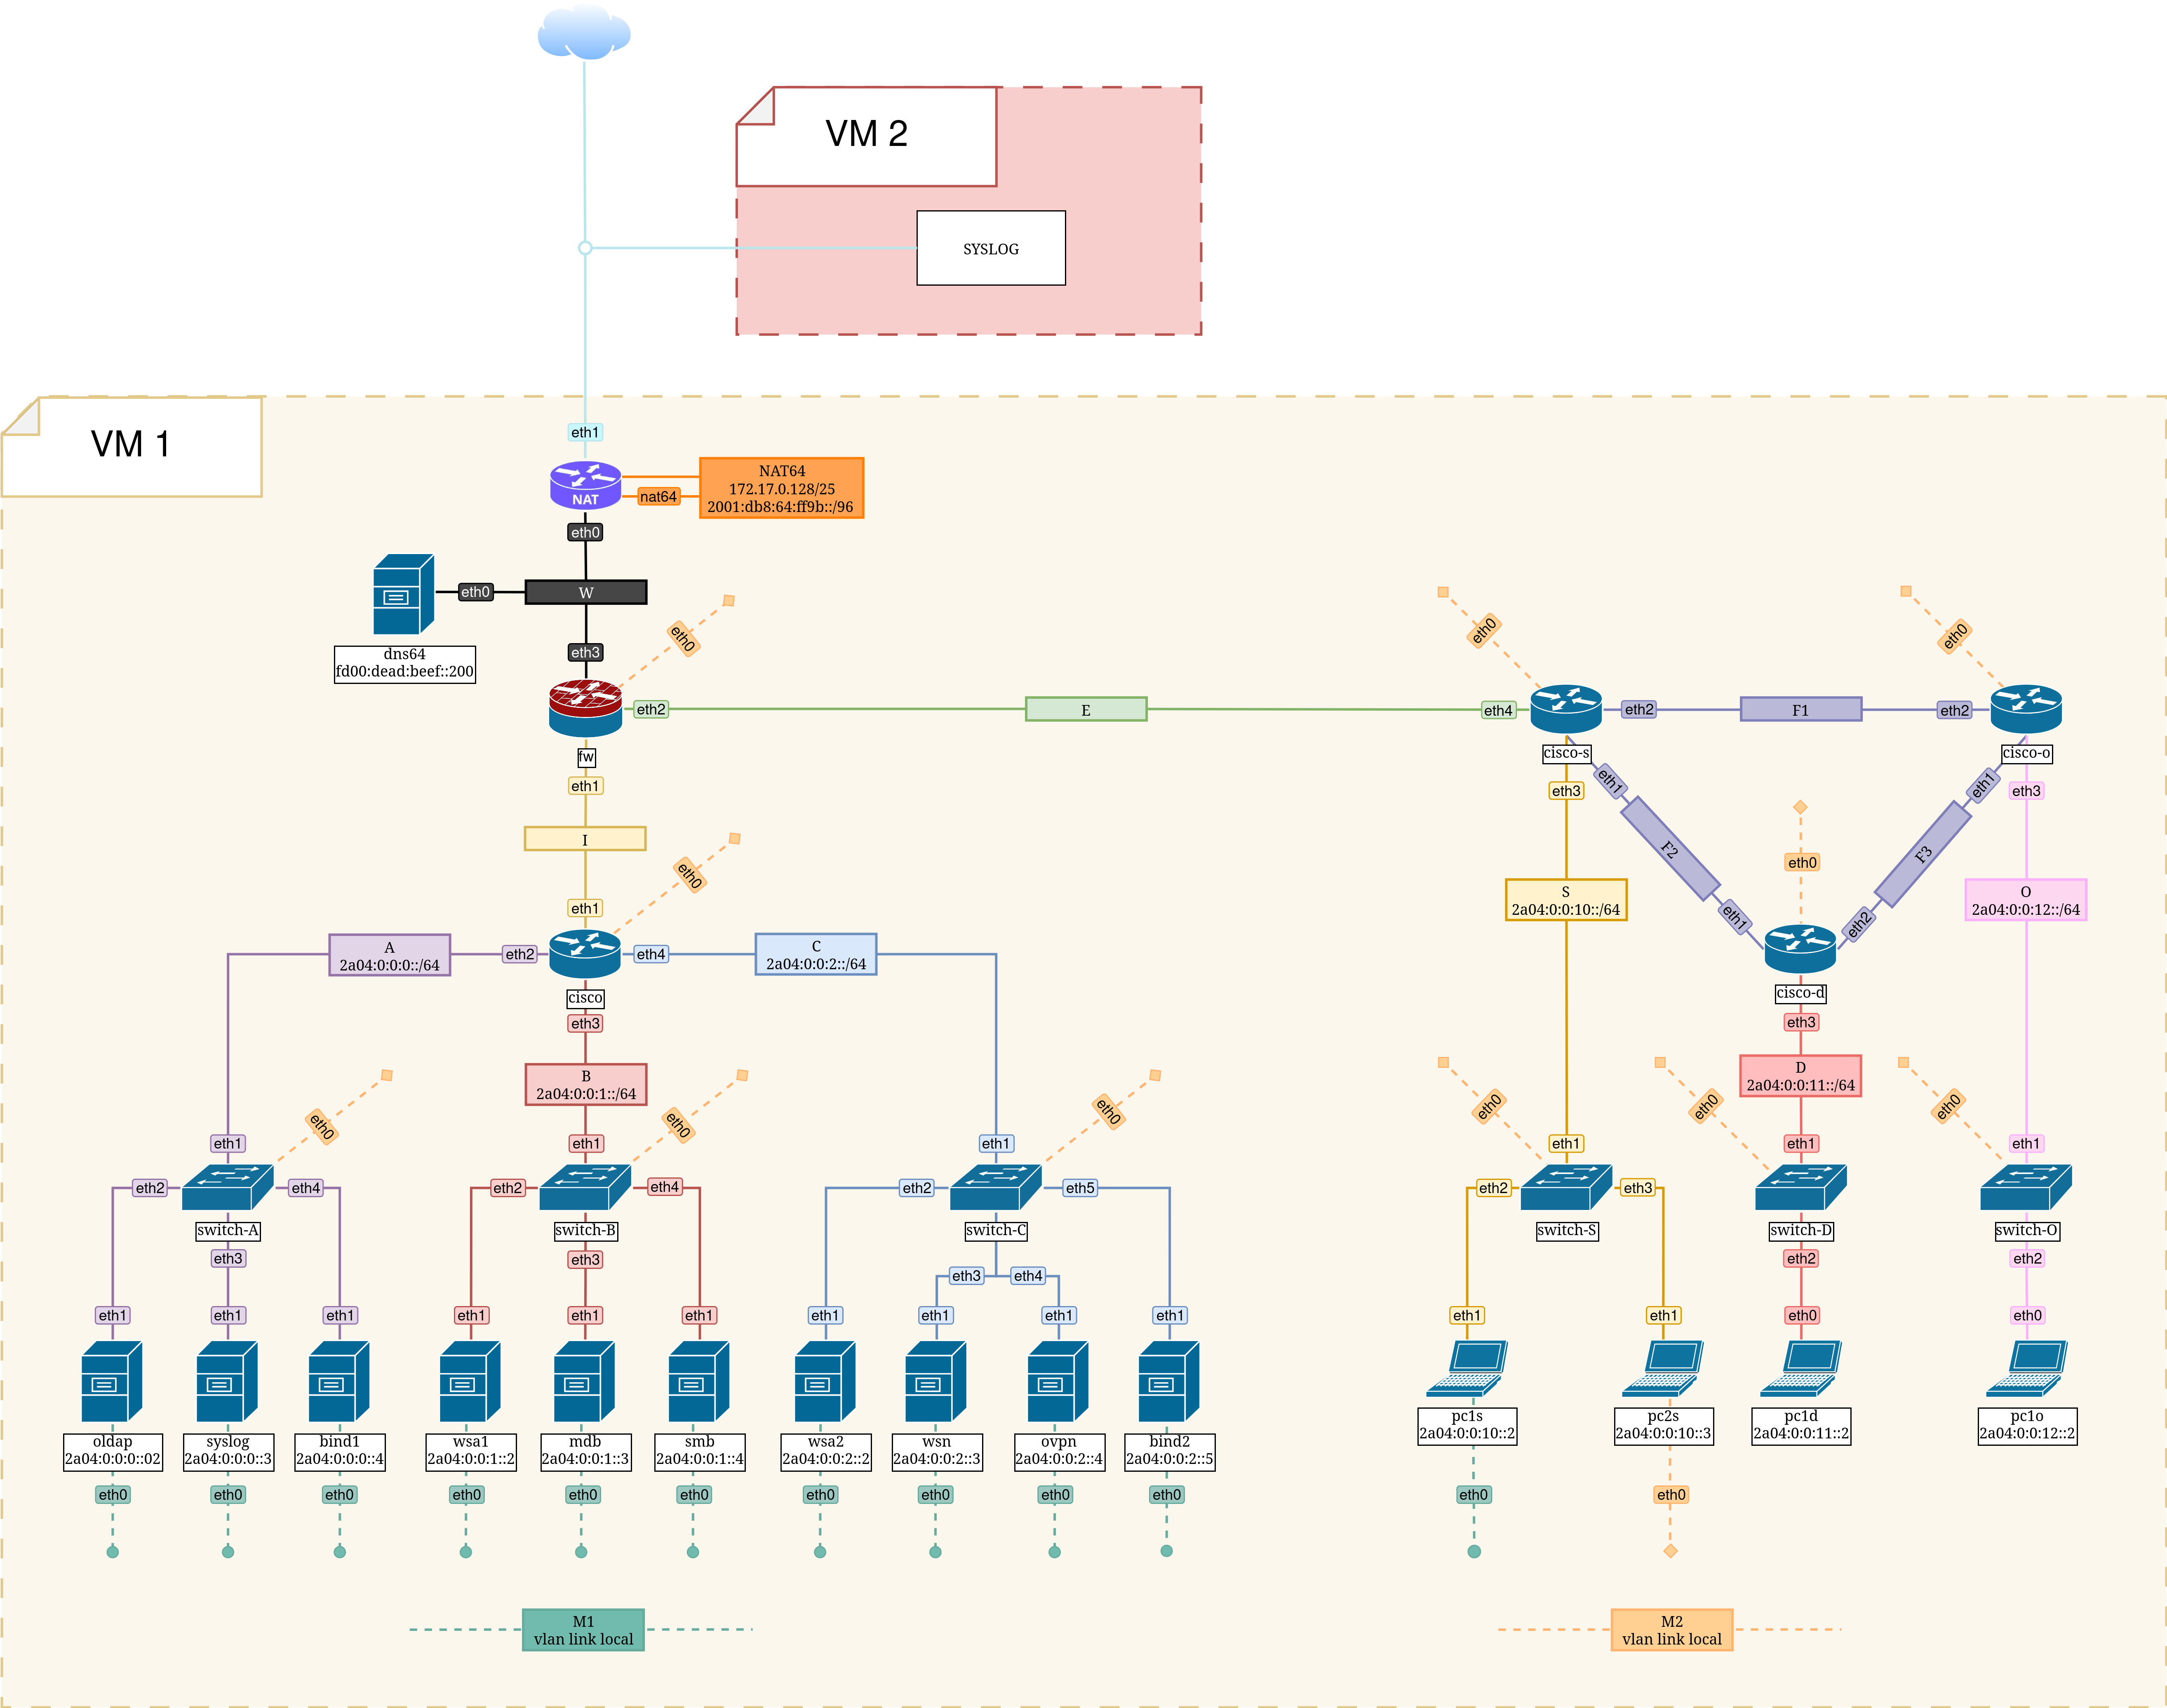 VM 2
SYSLOG
VM 1
eth1
NAT
nat64
NAT64
172.17.0.128/25
2001:db8:64:ff9b::/96
eth0
eth0
W
dns64
fd00:dead:beef::200
eth3
eth0
eth0
eth0
fw
eth2
E
eth4
cisco-s
eth2
F1
eth2
cisco-o
eth1
I
eth3
eth1
F2
eth1
eth0
eth1
F3
eth2
eth3
eth0
eth1
S
2a04:0:0:10::/64
O
2a04:0:0:12::/64
A
2a04:0:0:0::/64
eth2
eth4
C
2a04:0:0:2::/64
cisco
eth3
cisco-d
eth3
B
2a04:0:0:1::/64
D
2a04:0:0:11::/64
eth0
eth0
eth0
eth0
eth0
eth0
eth1
eth1
eth1
eth1
eth1
eth1
eth2
eth4
eth2
eth4
eth2
eth5
eth2
eth3
switch-A
switch-B
switch-C
switch-S
switch-D
switch-O
eth3
eth3
eth3
eth4
eth2
eth2
eth1
eth1
eth1
eth1
eth1
eth1
eth1
eth1
eth1
eth1
eth1
eth1
eth0
eth0
oldap
2a04:0:0:0::02
syslog
2a04:0:0:0::3
bind1
2a04:0:0:0::4
wsa1
2a04:0:0:1::2
mdb
2a04:0:0:1::3
smb
2a04:0:0:1::4
wsa2
2a04:0:0:2::2
wsn
2a04:0:0:2::3
ovpn
2a04:0:0:2::4
bind2
2a04:0:0:2::5
pc1s
2a04:0:0:10::2
pc2s
2a04:0:0:10::3
pc1d
2a04:0:0:11::2
pc1o
2a04:0:0:12::2
eth0
eth0
eth0
eth0
eth0
eth0
eth0
eth0
eth0
eth0
eth0
eth0
M1
vlan link local
M2
vlan link local